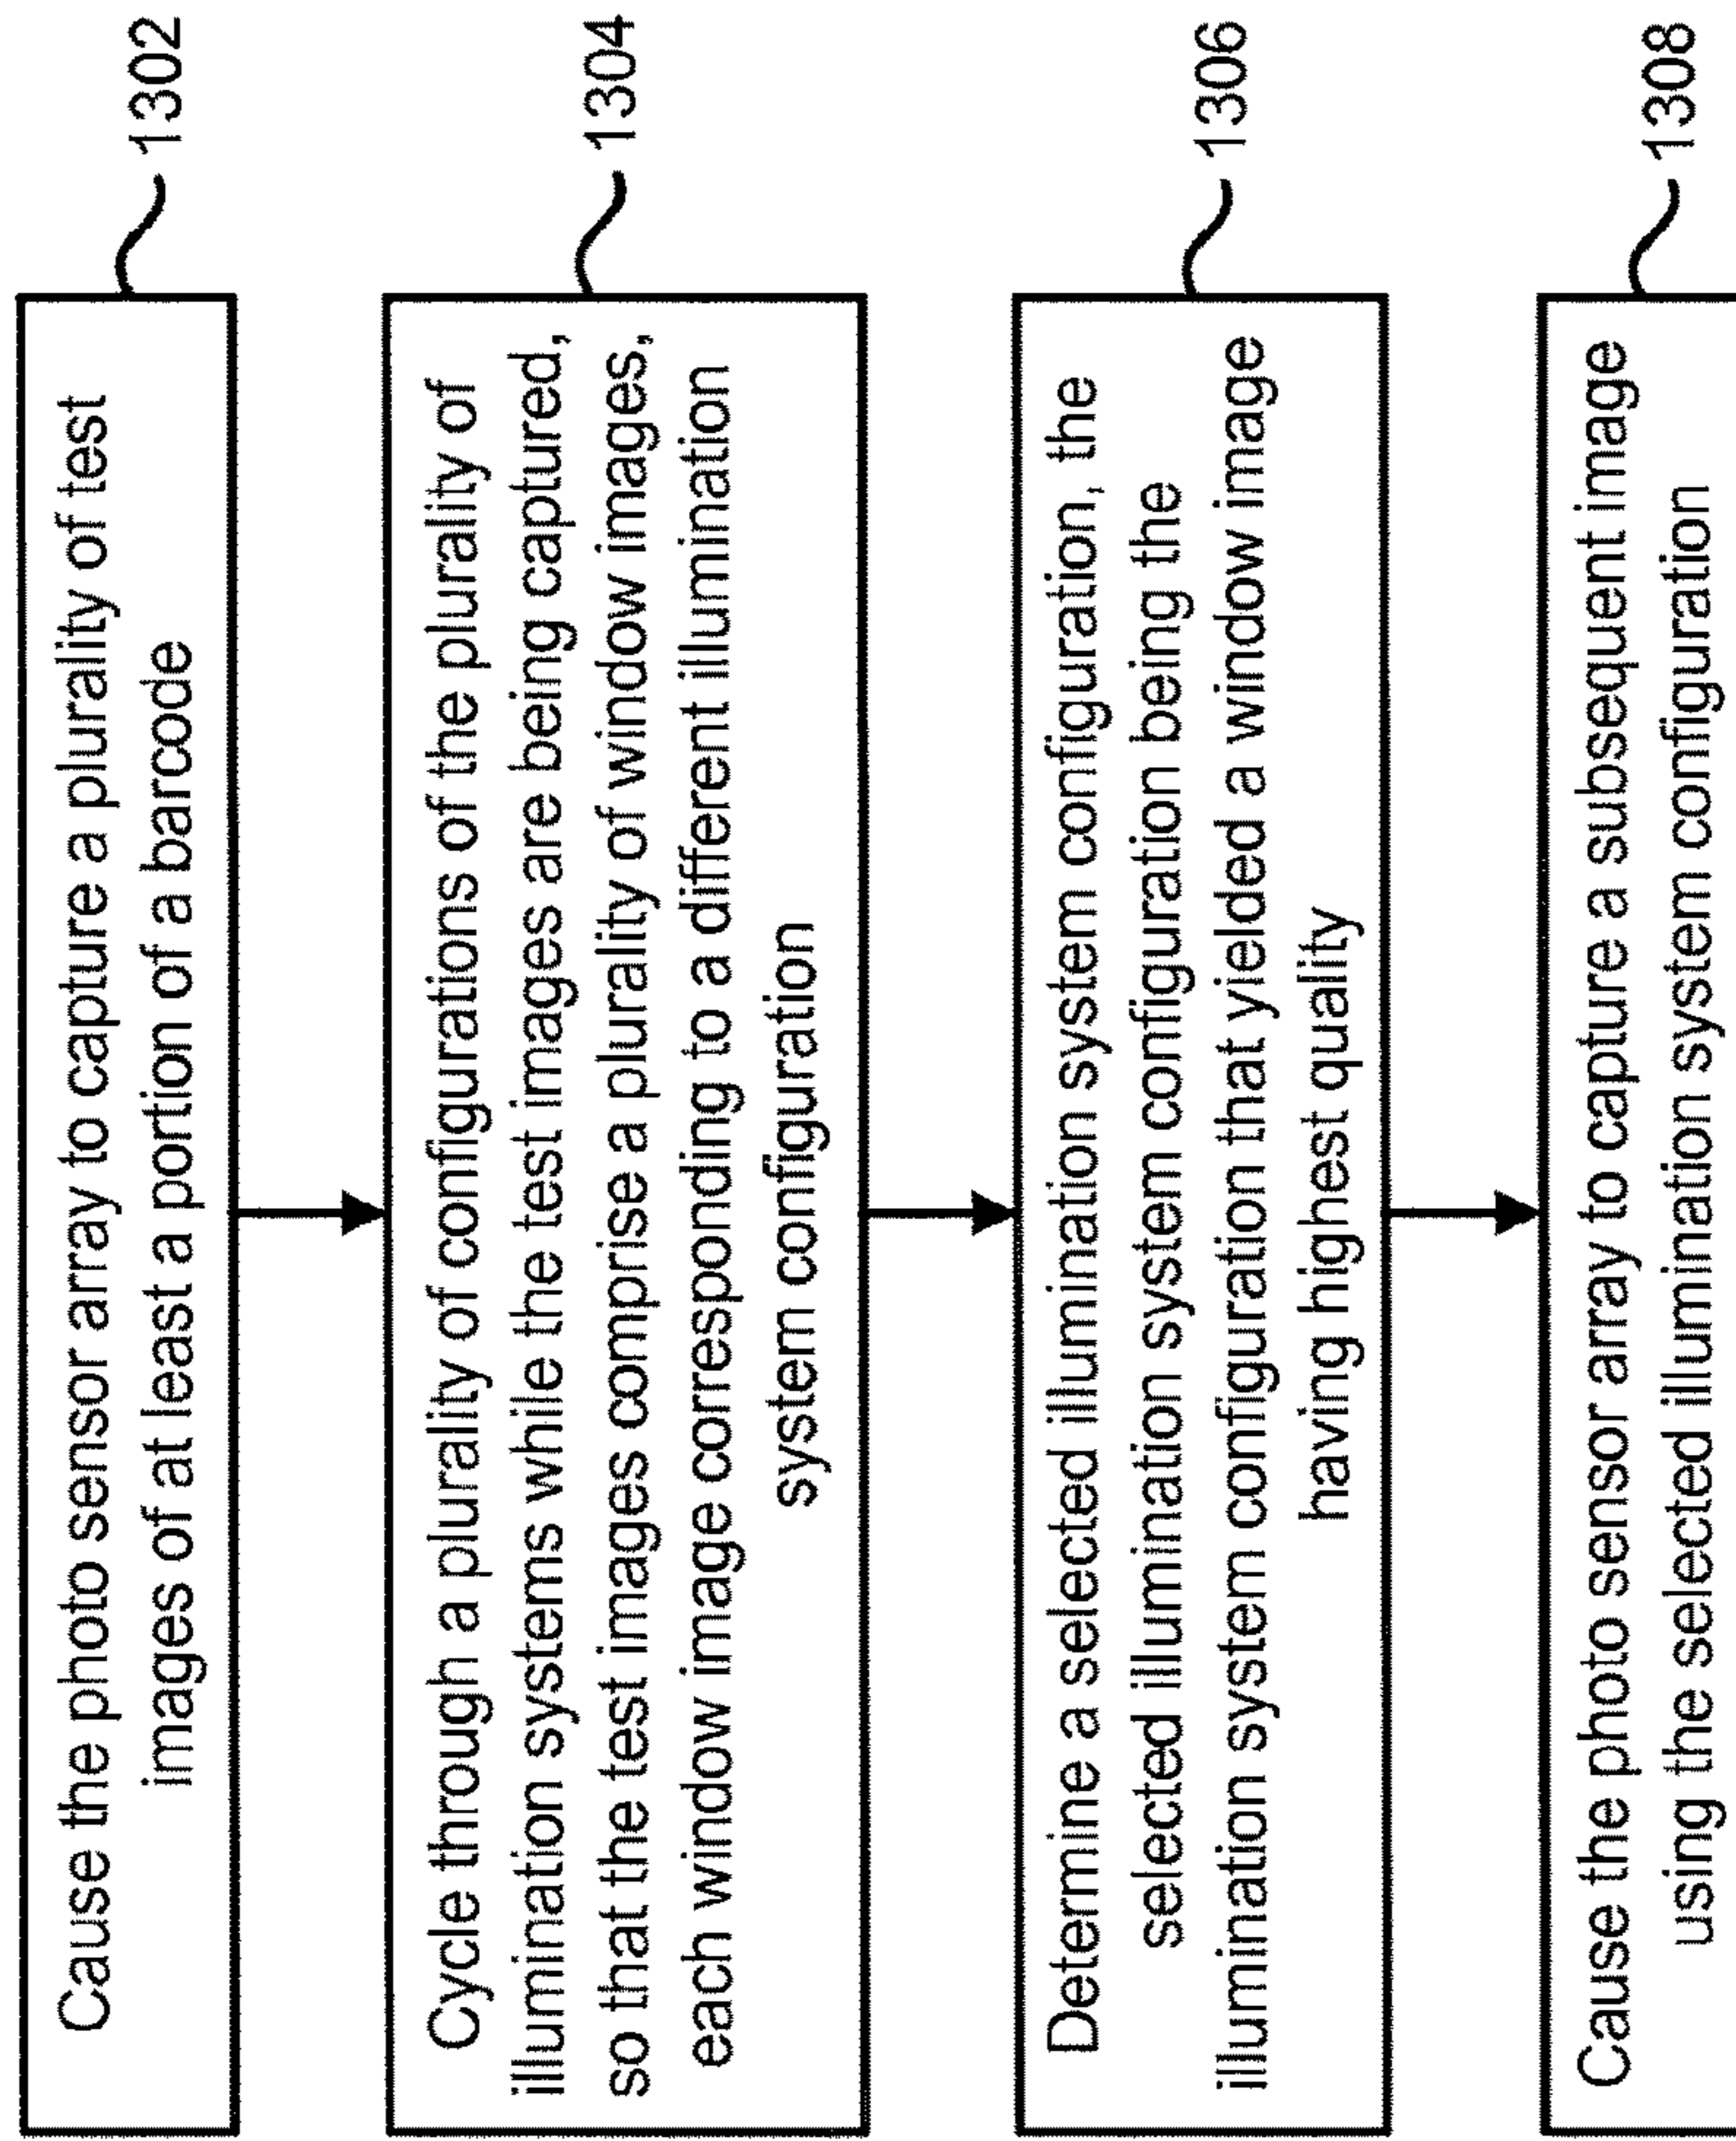 Cause the photo sensor array to capture a plurality of test
images of at least a portion of a barcode
1302
Cycle through a plurality of configurations of the plurality of
illumination systems while the test images are being captured,
so that the test images comprise a plurality of window images,
each window image corresponding to a different illumination
system configuration
1304
Determine a selected illumination system configuration, the
selected illumination system configuration being the
illumination system configuration that yielded a window image
having highest quality
1306
Cause the photo sensor array to capture a subsequent image
using the selected illumination system configuration
1308